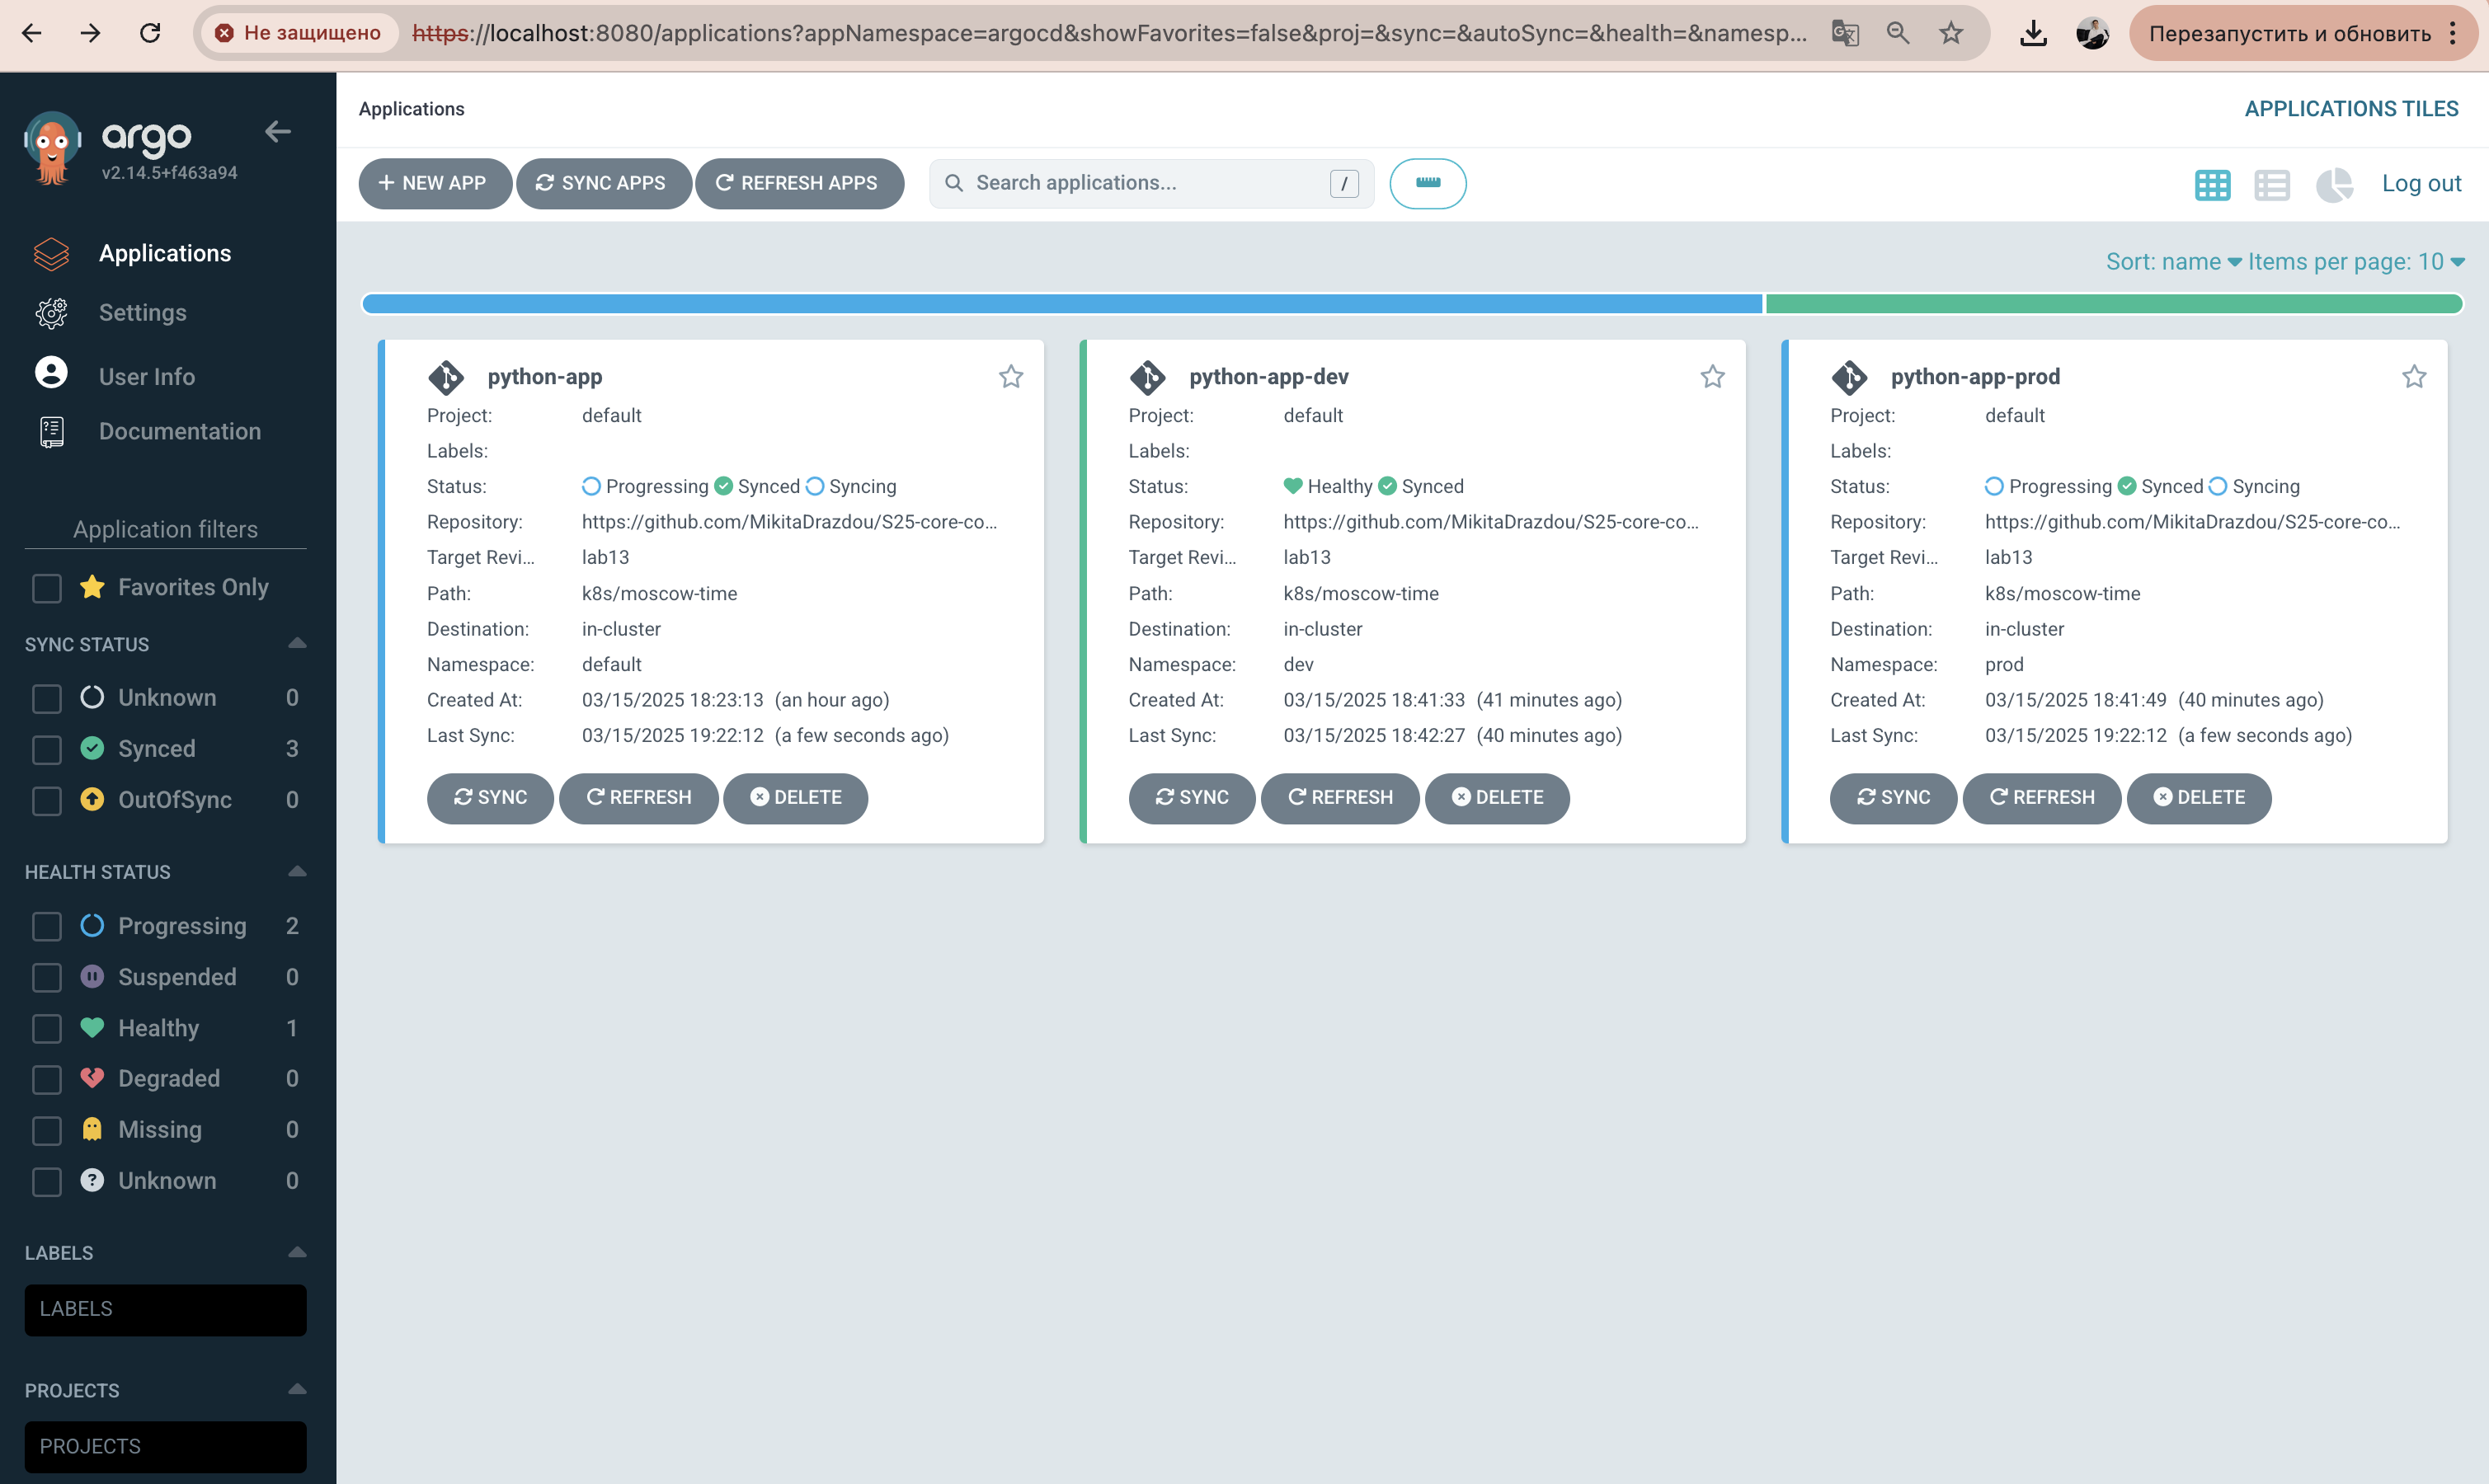 Не защищено
https://localhost:8080/applications?appNamespace=argocd&showFavorites=false&proj=&sync=&autoSync=&health=&namesp...
Перезапустить и обновить
argo
v2.14.5+f463a94
Applications
Settings
User Info
Documentation
Application filters
Favorites Only
SYNC STATUS
Unknown 0
Synced 3
OutOfSync 0
HEALTH STATUS
Progressing 2
Suspended 0
Healthy 1
Degraded 0
Missing 0
Unknown 0
LABELS
LABELS
PROJECTS
PROJECTS
Applications
APPLICATIONS TILES
NEW APP
SYNC APPS
REFRESH APPS
Search applications...
/
Log out
Sort: name
Items per page: 10
python-app
Project: default
Labels:
Status: Progressing Synced Syncing
Repository: https://github.com/MikitaDrazdou/S25-core-co...
Target Revi... lab13
Path: k8s/moscow-time
Destination: in-cluster
Namespace: default
Created At: 03/15/2025 18:23:13 (an hour ago)
Last Sync: 03/15/2025 19:22:12 (a few seconds ago)
SYNC REFRESH DELETE
python-app-dev
Project: default
Labels:
Status: Healthy Synced
Repository: https://github.com/MikitaDrazdou/S25-core-co...
Target Revi... lab13
Path: k8s/moscow-time
Destination: in-cluster
Namespace: dev
Created At: 03/15/2025 18:41:33 (41 minutes ago)
Last Sync: 03/15/2025 18:42:27 (40 minutes ago)
SYNC REFRESH DELETE
python-app-prod
Project: default
Labels:
Status: Progressing Synced Syncing
Repository: https://github.com/MikitaDrazdou/S25-core-co...
Target Revi... lab13
Path: k8s/moscow-time
Destination: in-cluster
Namespace: prod
Created At: 03/15/2025 18:41:49 (40 minutes ago)
Last Sync: 03/15/2025 19:22:12 (a few seconds ago)
SYNC REFRESH DELETE